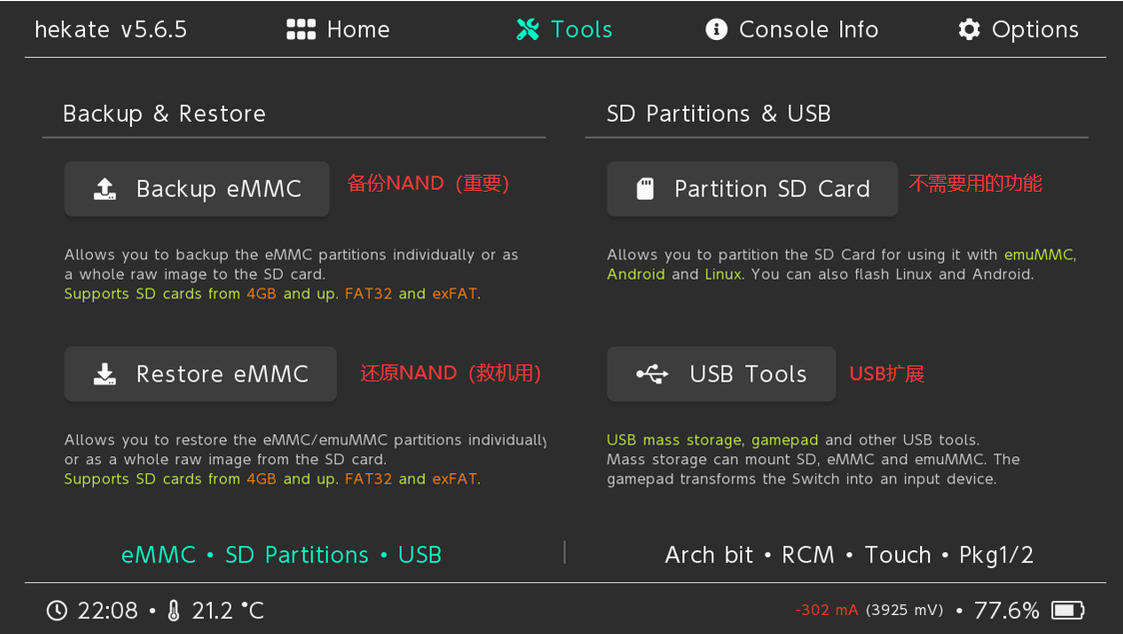 hekate v5.6.5 Home Tools Console Info Options
Backup & Restore
Backup eMMC 备份NAND（重要）
Allows you to backup the eMMC partitions individually or as
a whole raw image to the SD card.
Supports SD cards from 4GB and up. FAT32 and exFAT.
Restore eMMC 还原NAND（救机用）
Allows you to restore the eMMC/emuMMC partitions individually
or as a whole raw image from the SD card.
Supports SD cards from 4GB and up. FAT32 and exFAT.
SD Partitions & USB
Partition SD Card 不需要用的功能
Allows you to partition the SD Card for using it with emuMMC,
Android and Linux. You can also flash Linux and Android.
USB Tools USB扩展
USB mass storage, gamepad and other USB tools.
Mass storage can mount SD, eMMC and emuMMC. The
gamepad transforms the Switch into an input device.
eMMC • SD Partitions • USB | Arch bit • RCM • Touch • Pkg1/2
22:08 • 21.2 °C -302 mA (3925 mV) • 77.6%